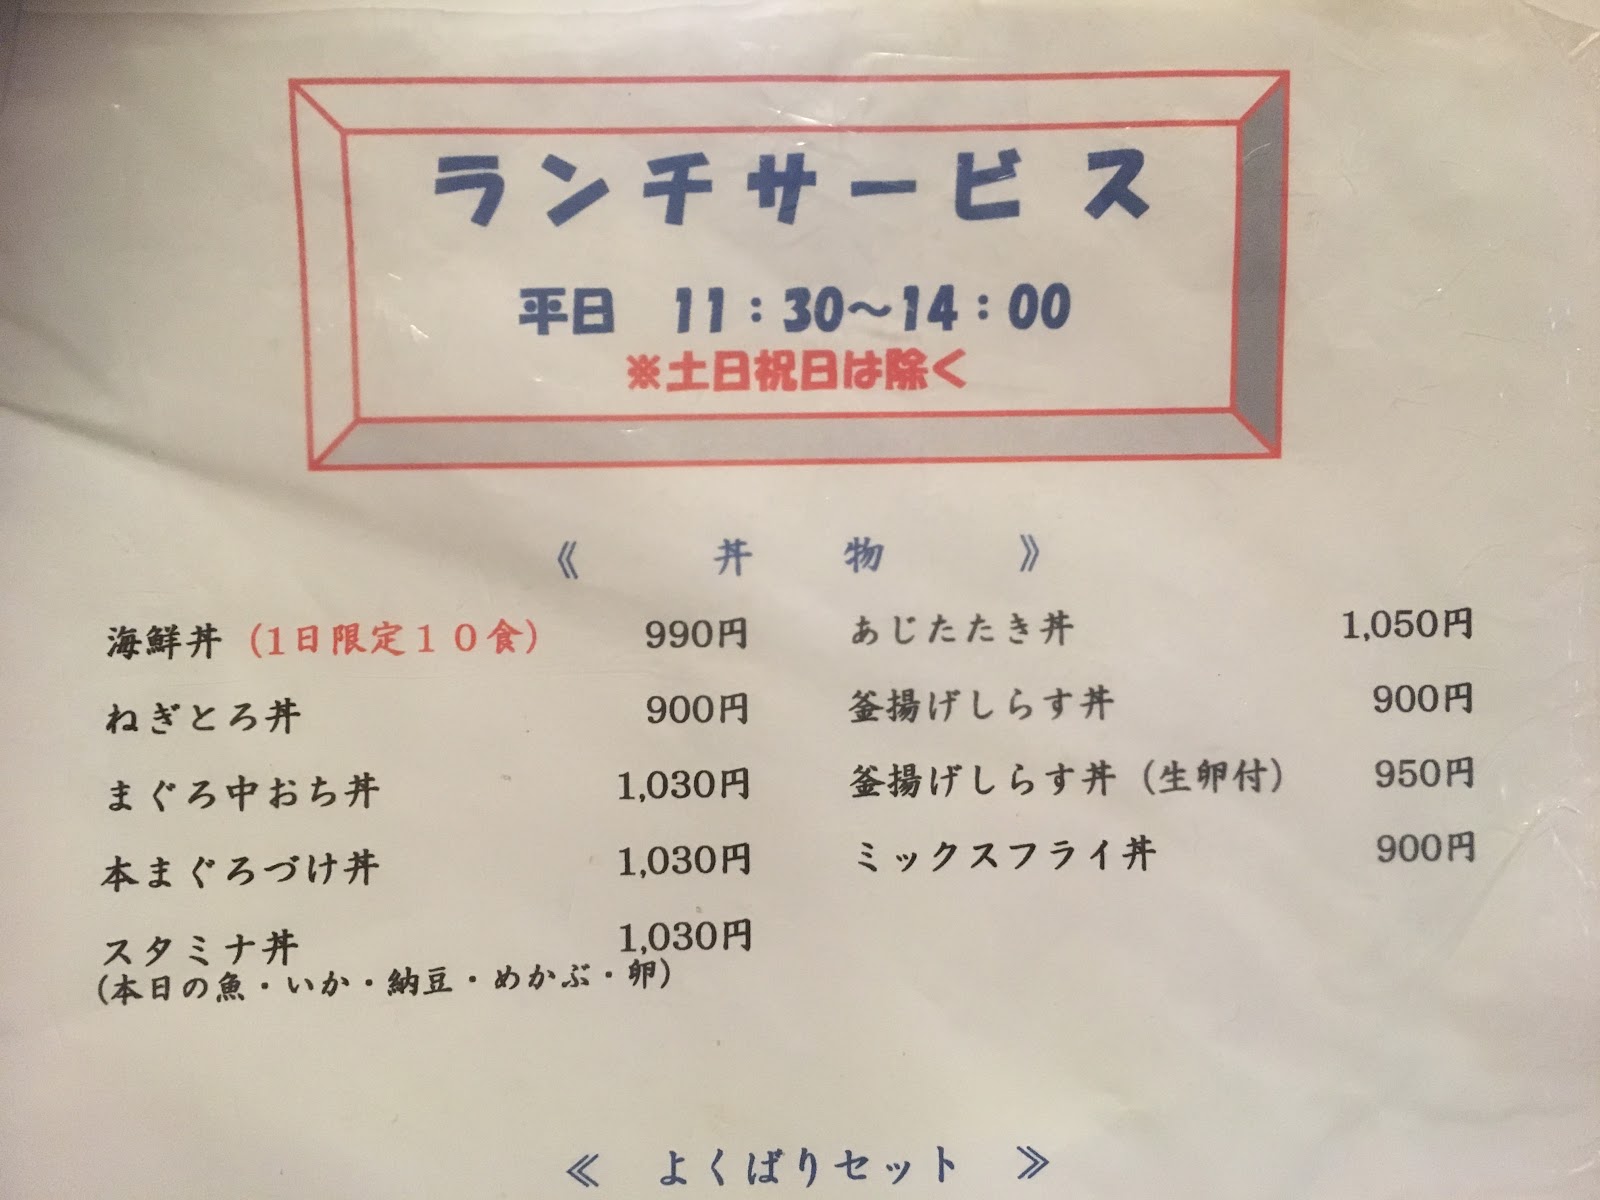 ランチサービス
平日　11：30～14：00
※土日祝日は除く
《　丼　物　》
海鮮丼（1日限定１０食）　990円
ねぎとろ丼　900円
まぐろ中おち丼　1,030円
本まぐろづけ丼　1,030円
スタミナ丼　1,030円
（本日の魚・いか・納豆・めかぶ・卵）
あじたたき丼　1,050円
釜揚げしらす丼　900円
釜揚げしらす丼（生卵付）　950円
ミックスフライ丼　900円
≪　よくばりセット　≫